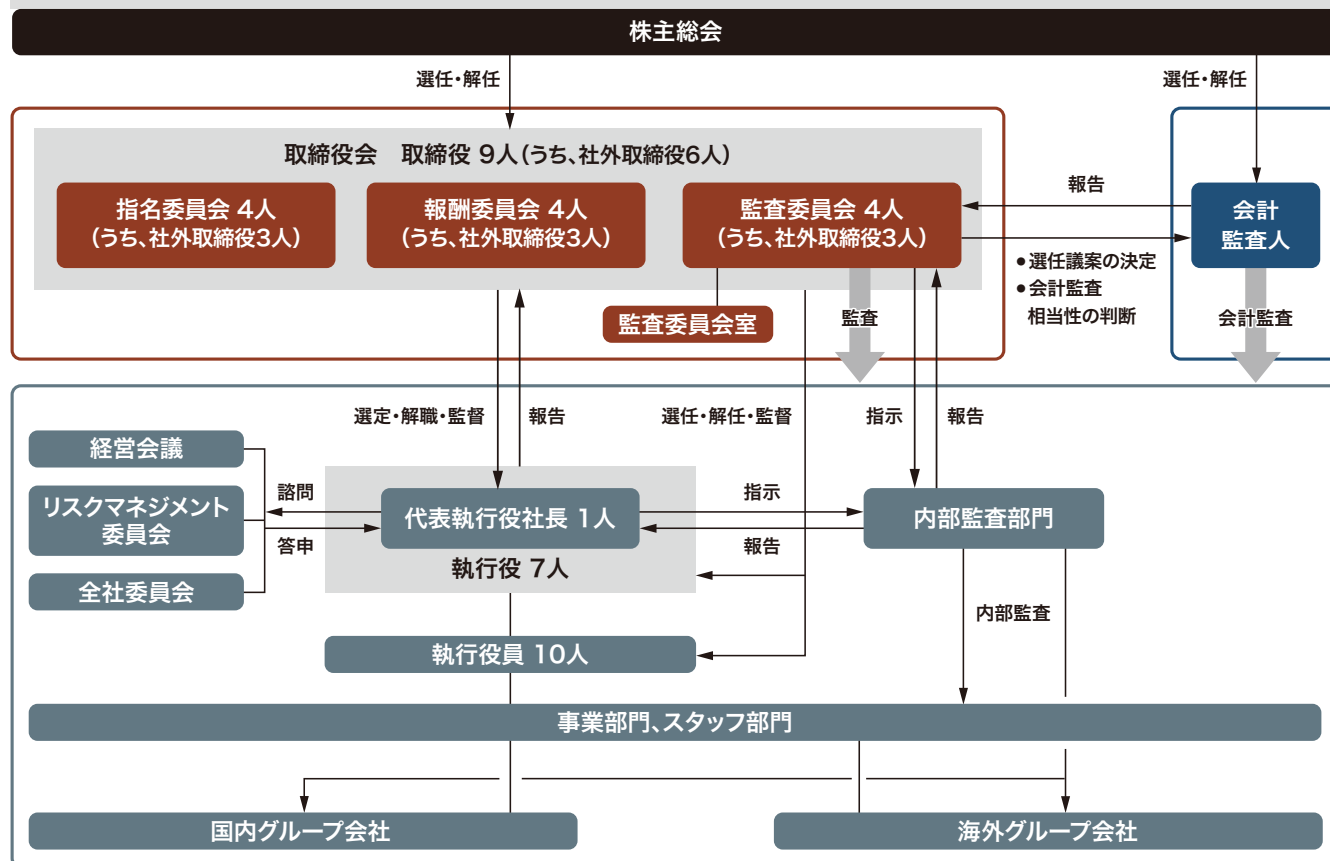 株主総会
選任・解任
選任・解任
取締役会　取締役 9人(うち、社外取締役6人)
指名委員会 4人
(うち、社外取締役3人)
報酬委員会 4人
(うち、社外取締役3人)
監査委員会 4人
(うち、社外取締役3人)
報告
会計
監査人
●選任議案の決定
●会計監査
相当性の判断
監査委員会室
監査
会計監査
選定・解職・監督
報告
選任・解任・監督
指示
報告
経営会議
リスクマネジメント
委員会
全社委員会
諮問
答申
代表執行役社長 1人
執行役 7人
指示
報告
内部監査部門
内部監査
執行役員 10人
事業部門、スタッフ部門
国内グループ会社
海外グループ会社